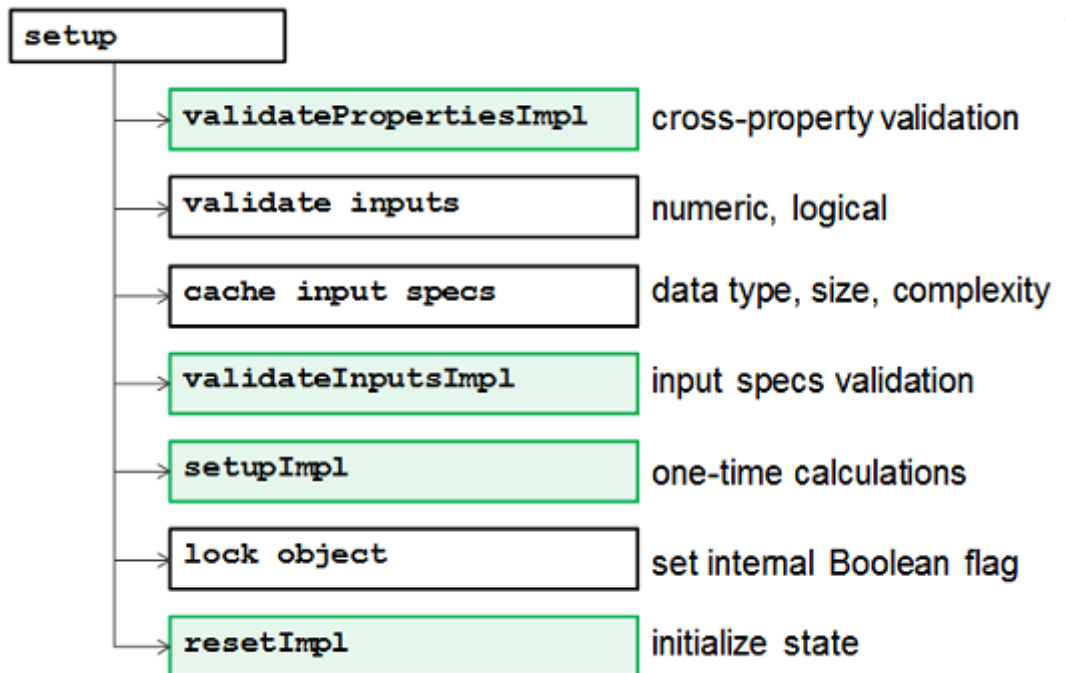 setup
validatePropertiesImpl cross-property validation
validate inputs numeric, logical
cache input specs data type, size, complexity
validateInputsImpl input specs validation
setupImpl one-time calculations
lock object set internal Boolean flag
resetImpl initialize state